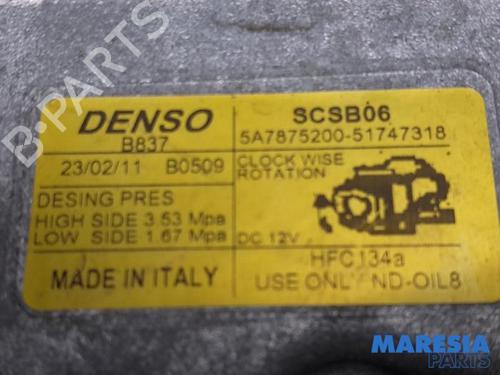 DENSO
B837
23/02/11 B0509
DESING PRES
HIGH SIDE 3.53 Mpa
LOW SIDE 1.67 Mpa
MADE IN ITALY
SCSB06
5A7875200-51747318
CLOCK WISE
ROTATION
DC 12V
HFC134a
USE ONLY ND-OIL8
MARESIA
PARTS